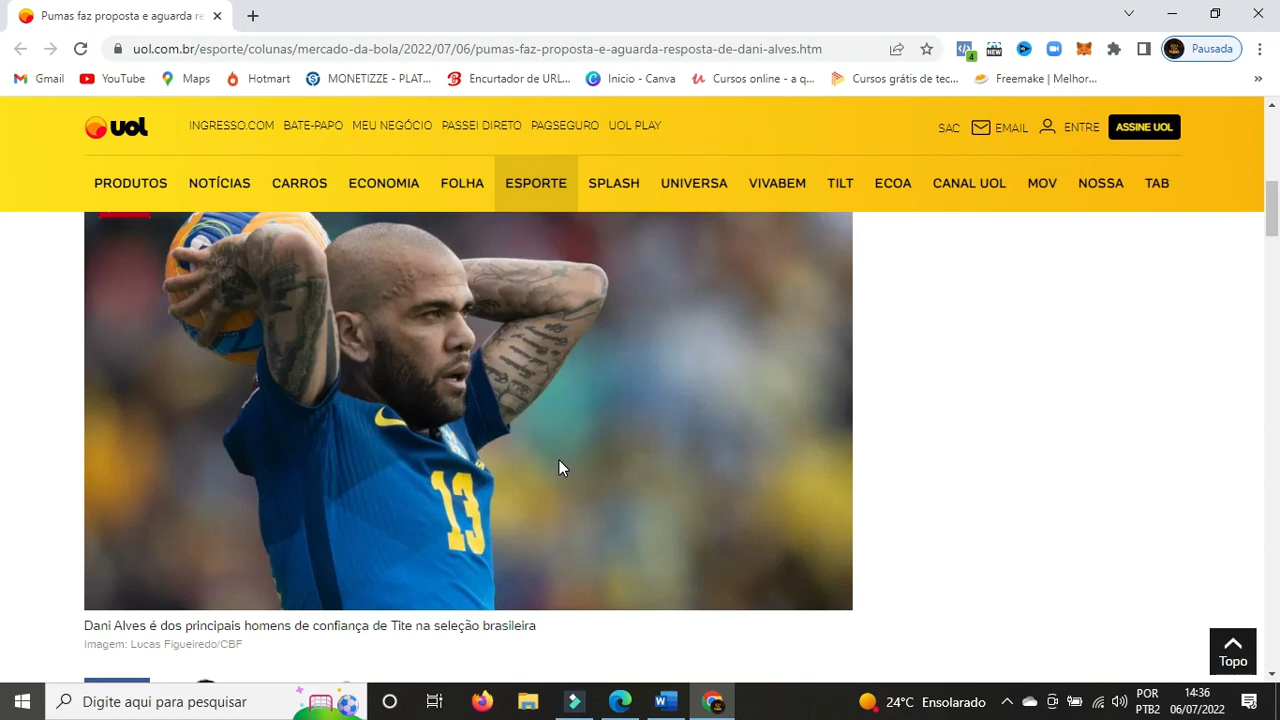 Pumas faz proposta e aguarda re
uol.com.br/esporte/colunas/mercado-da-bola/2022/07/06/pumas-faz-proposta-e-aguarda-resposta-de-dani-alves.htm
4
NEW
Pausada
Gmail YouTube Maps Hotmart MONETIZZE - PLAT... Encurtador de URL... Inicio - Canva Cursos online - a q... Cursos grátis de tec... Freemake | Melhor... »
uol INGRESSO.COM BATE-PAPO MEU NEGÓCIO PASSEI DIRETO PAGSEGURO UOL PLAY SAC EMAIL ENTRE ASSINE UOL
PRODUTOS NOTÍCIAS CARROS ECONOMIA FOLHA ESPORTE SPLASH UNIVERSA VIVABEM TILT ECOA CANAL UOL MOV NOSSA TAB
13
Dani Alves é dos principais homens de confiança de Tite na seleção brasileira
Imagem: Lucas Figueiredo/CBF
Topo
Digite aqui para pesquisar
24°C Ensolarado
POR
PTB2
14:36
06/07/2022